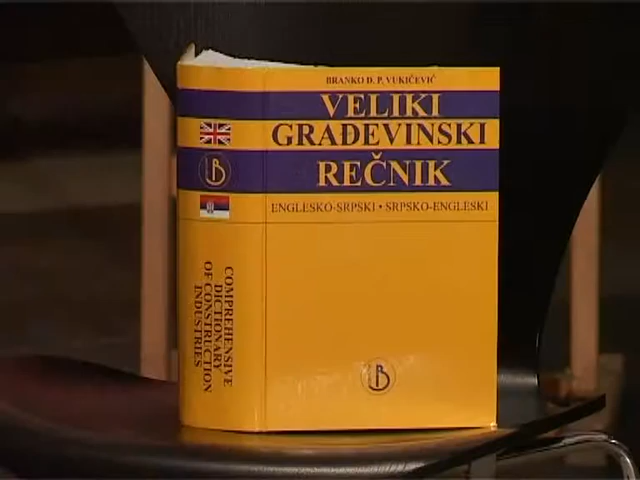 BRANKO D. P. VUKIČEVIĆ
VELIKI
GRAĐEVINSKI
REČNIK
ENGLESKO-SRPSKI • SRPSKO-ENGLESKI
B
COMPREHENSIVE
DICTIONARY
OF CONSTRUCTION
INDUSTRIES
B